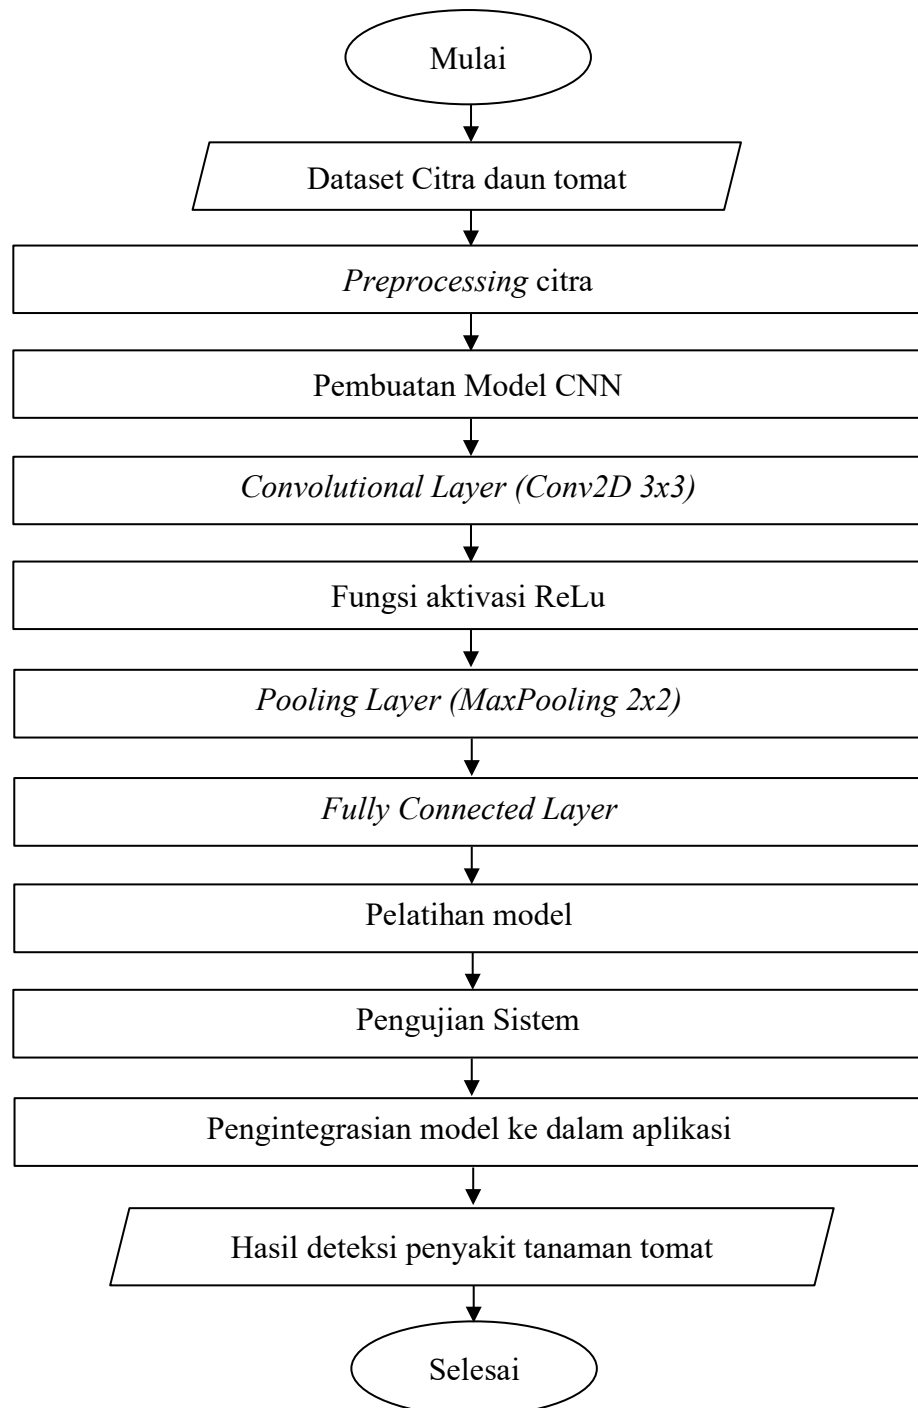 Mulai
Dataset Citra daun tomat
Preprocessing citra
Pembuatan Model CNN
Convolutional Layer (Conv2D 3x3)
Fungsi aktivasi ReLu
Pooling Layer (MaxPooling 2x2)
Fully Connected Layer
Pelatihan model
Pengujian Sistem
Pengintegrasian model ke dalam aplikasi
Hasil deteksi penyakit tanaman tomat
Selesai